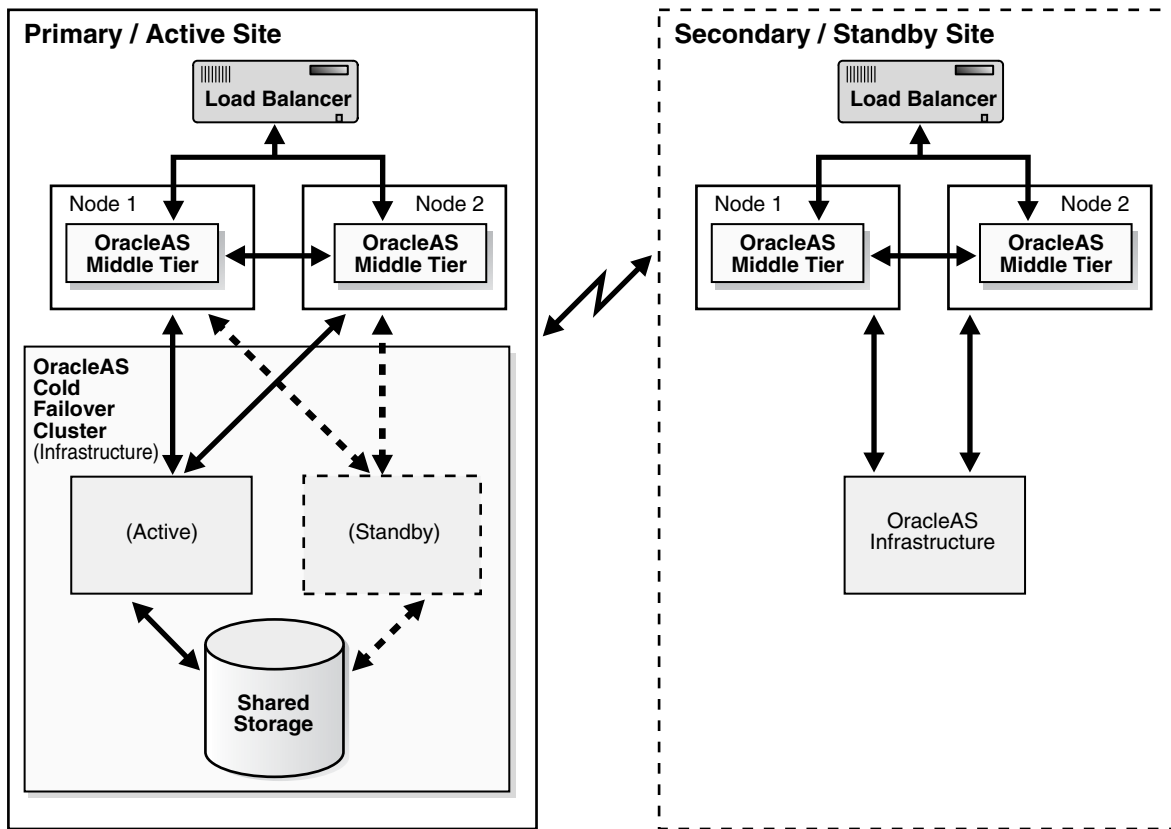 Primary / Active Site
Load Balancer
Node 1
Node 2
OracleAS
Middle Tier
OracleAS
Middle Tier
OracleAS
Cold
Failover
Cluster
(Infrastructure)
(Active)
(Standby)
Shared
Storage
Secondary / Standby Site
Load Balancer
Node 1
Node 2
OracleAS
Middle Tier
OracleAS
Middle Tier
OracleAS
Infrastructure